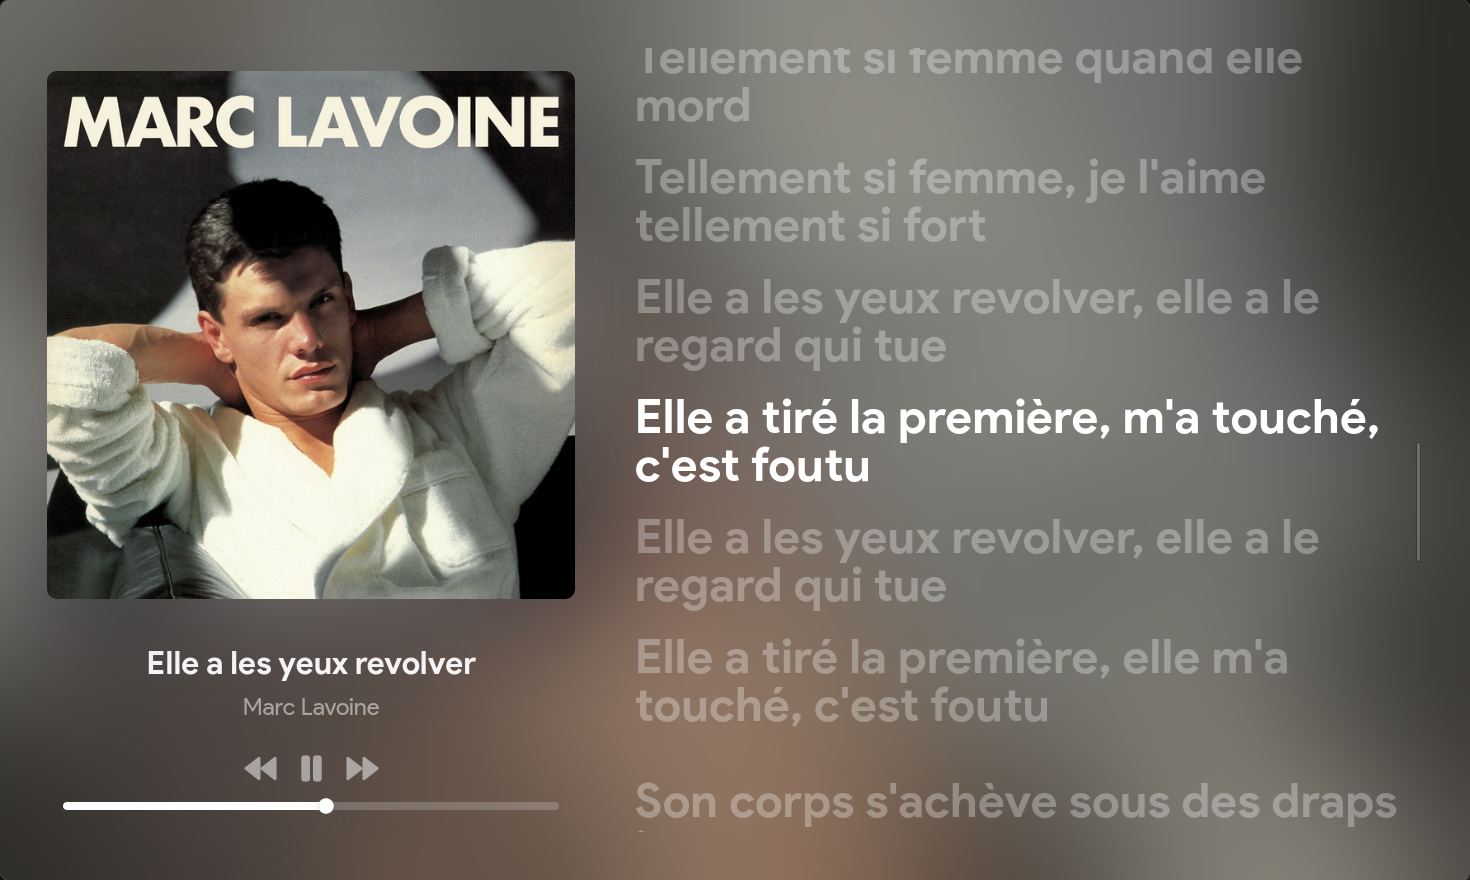 MARC LAVOINE
Elle a les yeux revolver
Marc Lavoine
Tellement si femme quand elle
mord
Tellement si femme, je l'aime
tellement si fort
Elle a les yeux revolver, elle a le
regard qui tue
Elle a tiré la première, m'a touché,
c'est foutu
Elle a les yeux revolver, elle a le
regard qui tue
Elle a tiré la première, elle m'a
touché, c'est foutu
Son corps s'achève sous des draps